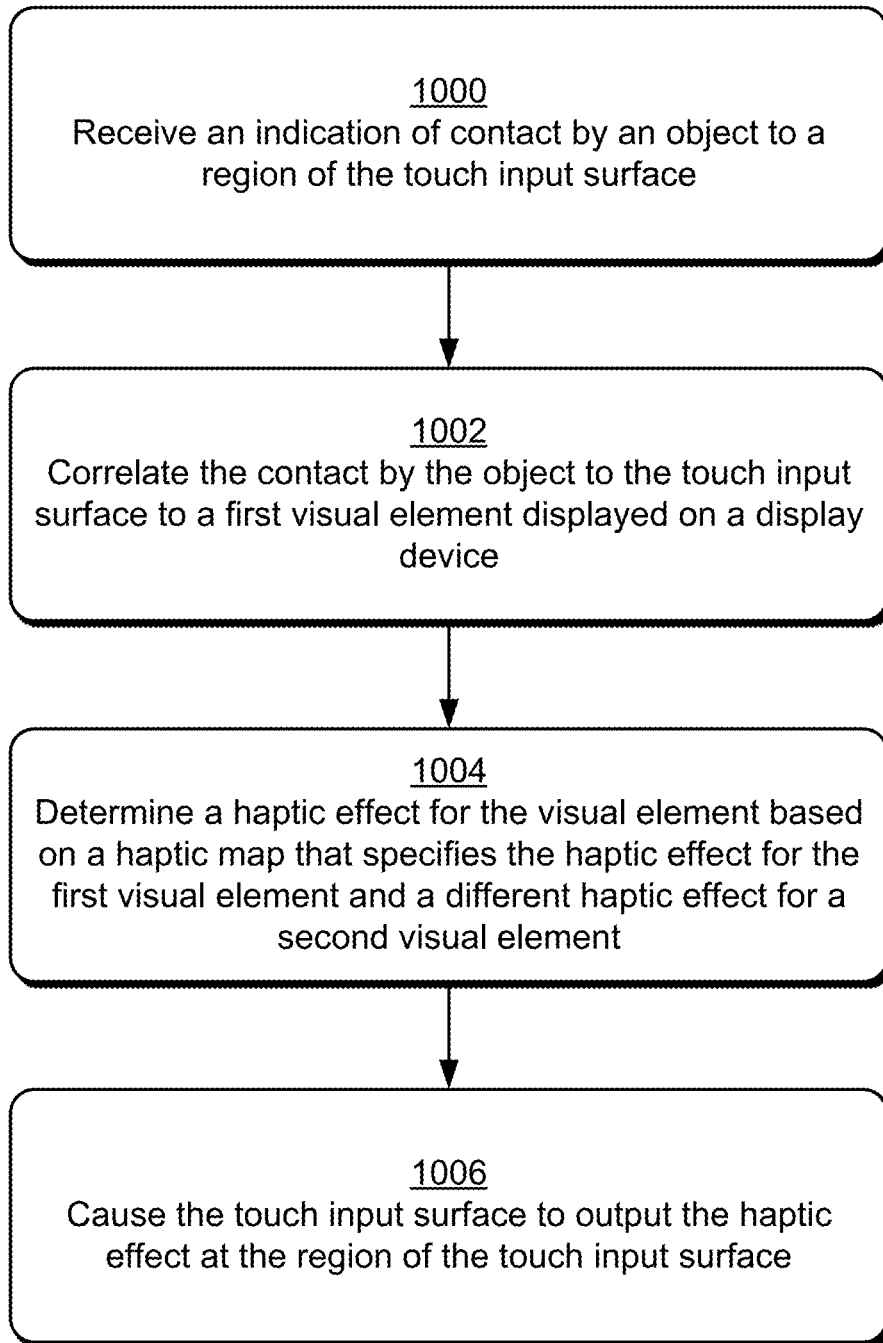 1000
Receive an indication of contact by an object to a
region of the touch input surface
1002
Correlate the contact by the object to the touch input
surface to a first visual element displayed on a display
device
1004
Determine a haptic effect for the visual element based
on a haptic map that specifies the haptic effect for the
first visual element and a different haptic effect for a
second visual element
1006
Cause the touch input surface to output the haptic
effect at the region of the touch input surface